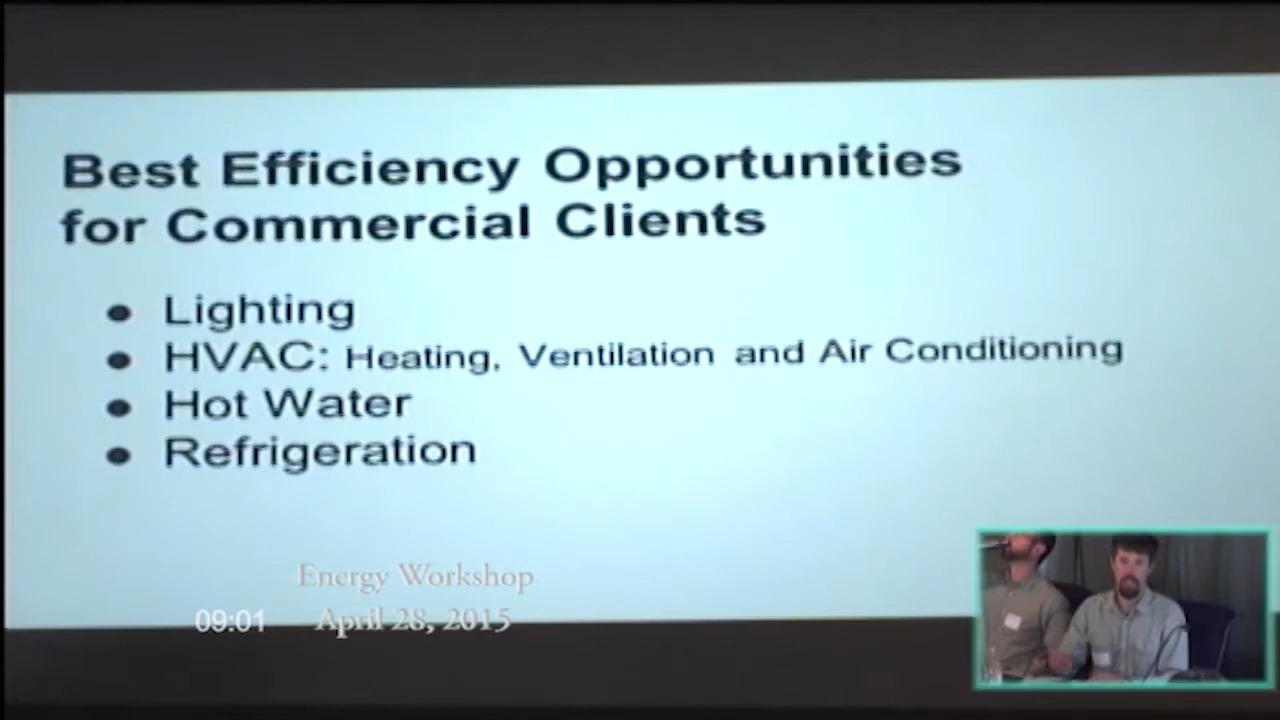 Best Efficiency Opportunities
for Commercial Clients
● Lighting
● HVAC: Heating, Ventilation and Air Conditioning
● Hot Water
● Refrigeration
Energy Workshop
09:01 April 28, 2015